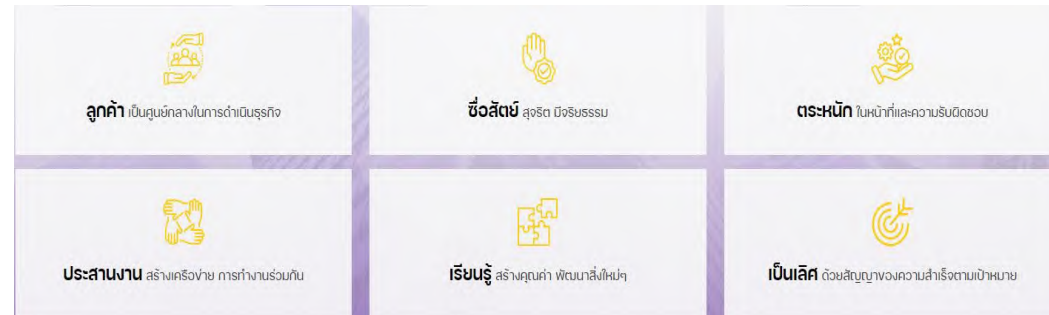 ลูกค้า เป็นศูนย์กลางในการดำเนินธุรกิจ
ซื่อสัตย์ สุจริต มีจริยธรรม
ตระหนัก ในหน้าที่และความรับผิดชอบ
ประสานงาน สร้างเครือข่าย การทำงานร่วมกัน
เรียนรู้ สร้างคุณค่า พัฒนาสิ่งใหม่ๆ
เป็นเลิศ ด้วยสัญญาของความสำเร็จตามเป้าหมาย